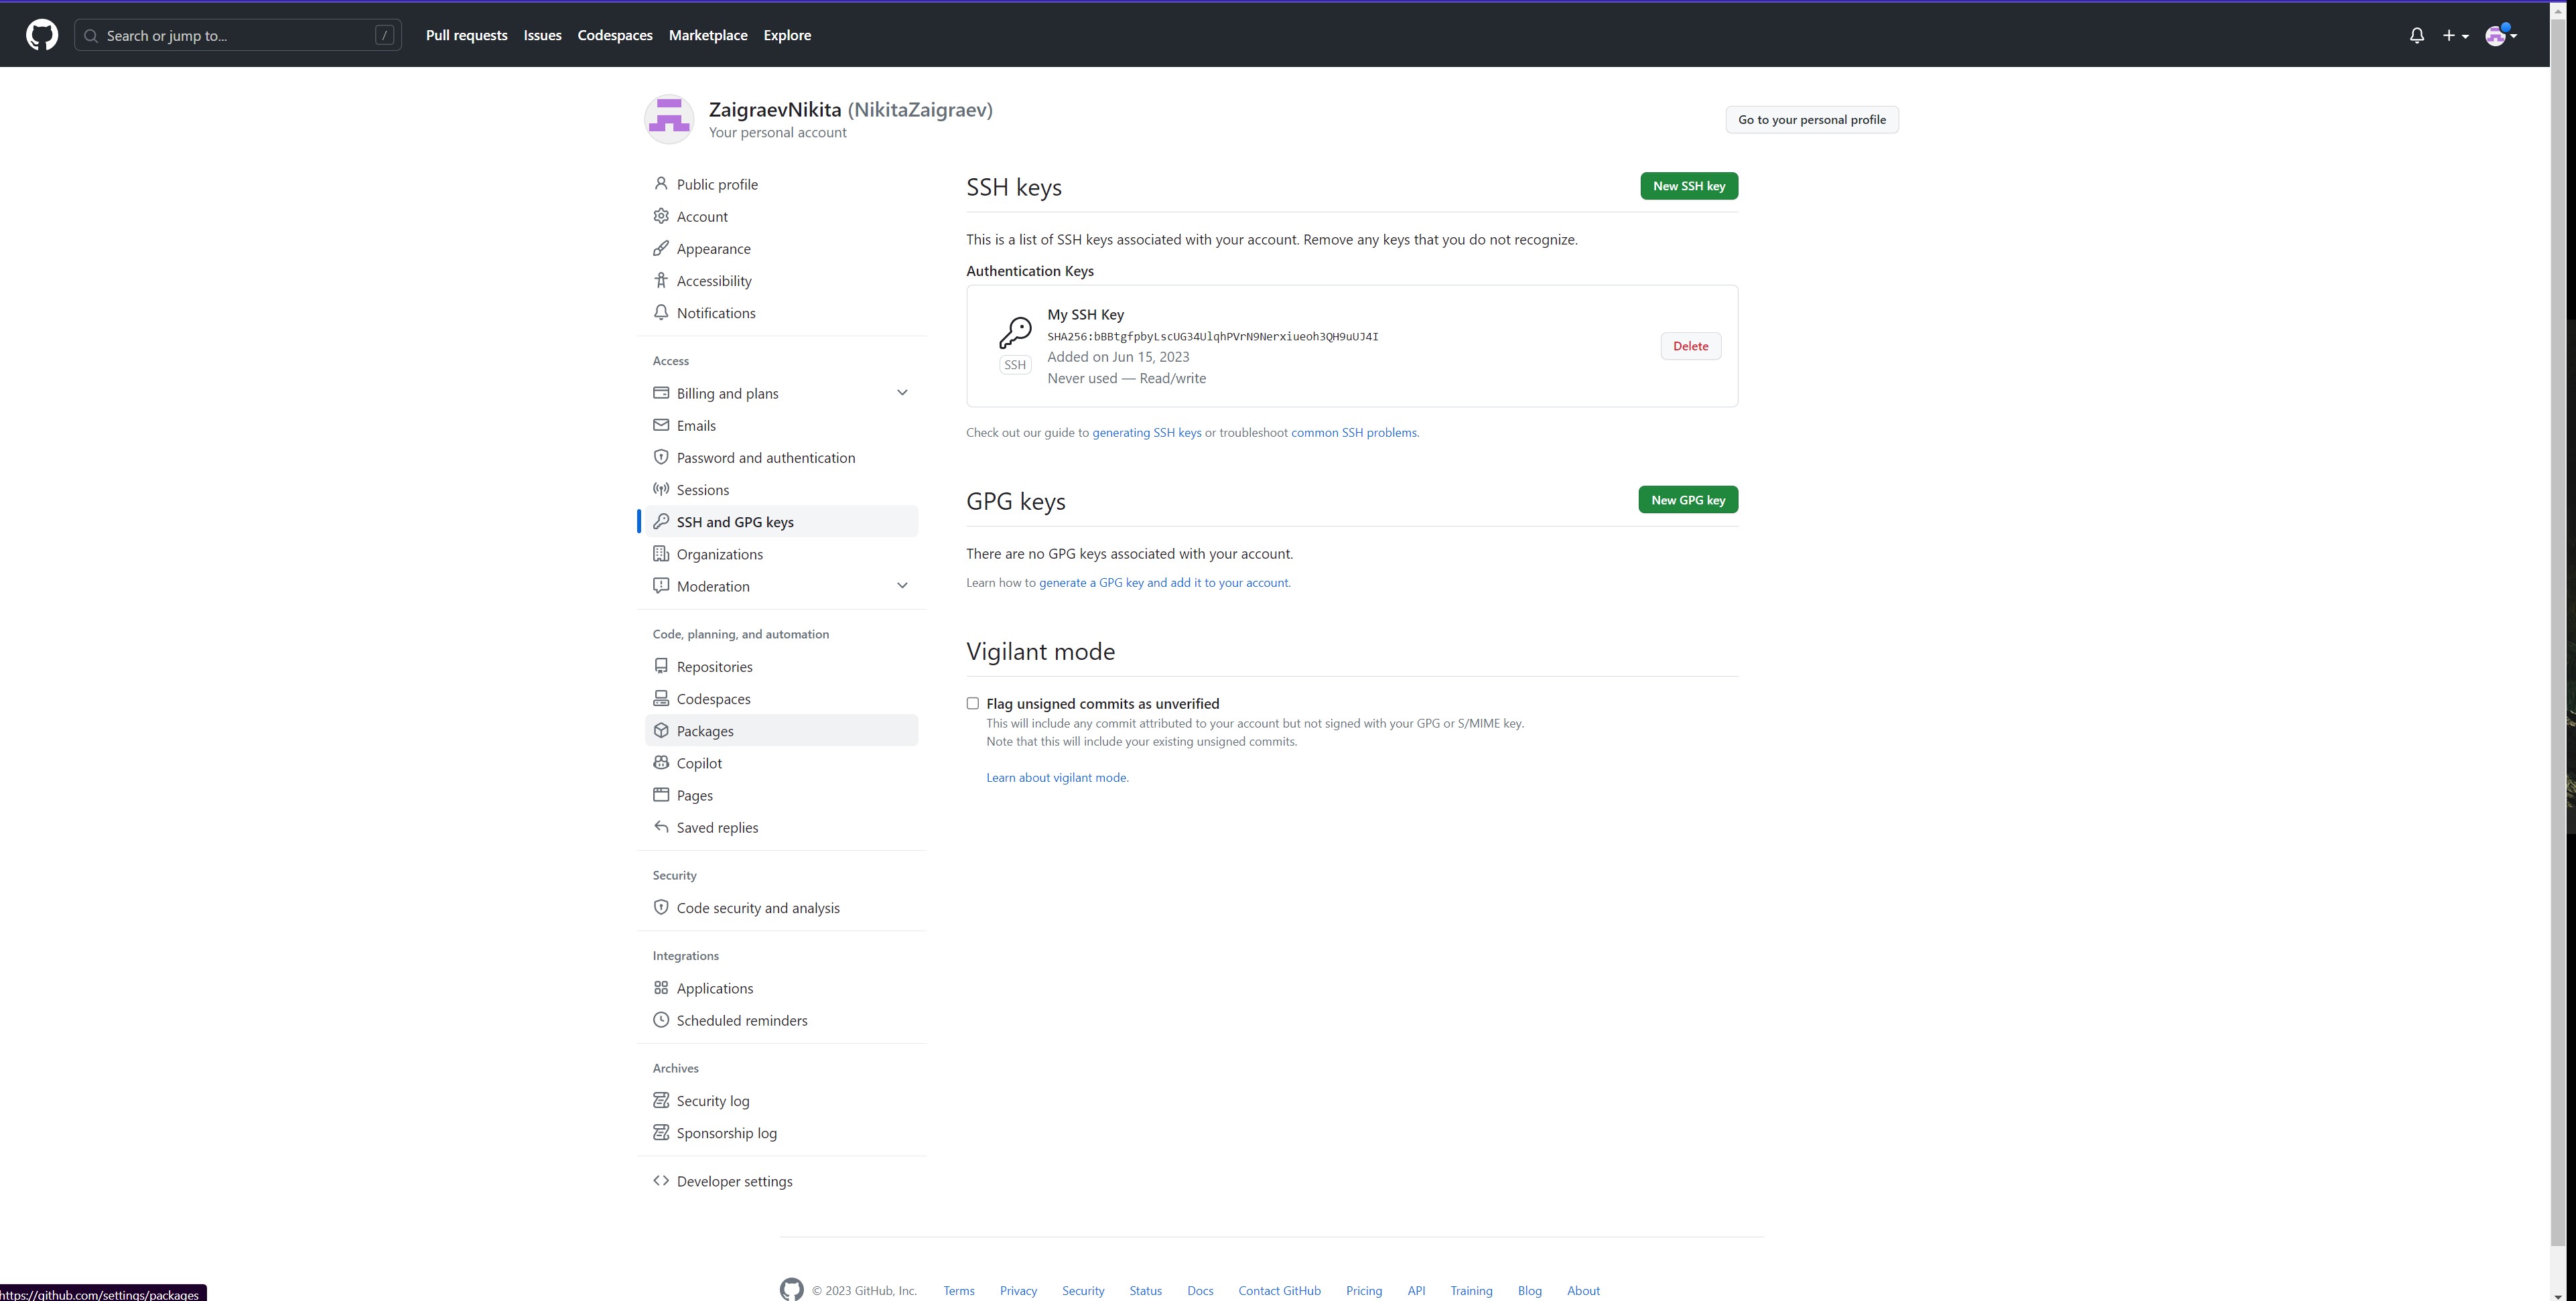 Search or jump to...
/
Pull requests
Issues
Codespaces
Marketplace
Explore
ZaigraevNikita (NikitaZaigraev)
Your personal account
Go to your personal profile
Public profile
Account
Appearance
Accessibility
Notifications
Access
Billing and plans
Emails
Password and authentication
Sessions
SSH and GPG keys
Organizations
Moderation
Code, planning, and automation
Repositories
Codespaces
Packages
Copilot
Pages
Saved replies
Security
Code security and analysis
Integrations
Applications
Scheduled reminders
Archives
Security log
Sponsorship log
Developer settings
SSH keys
New SSH key
This is a list of SSH keys associated with your account. Remove any keys that you do not recognize.
Authentication Keys
SSH
My SSH Key
SHA256:bBBtgfpbyLscUG34UlqhPVrN9Nerxiueoh3QH9uUJ4I
Added on Jun 15, 2023
Never used — Read/write
Delete
Check out our guide to generating SSH keys or troubleshoot common SSH problems.
GPG keys
New GPG key
There are no GPG keys associated with your account.
Learn how to generate a GPG key and add it to your account.
Vigilant mode
Flag unsigned commits as unverified
This will include any commit attributed to your account but not signed with your GPG or S/MIME key.
Note that this will include your existing unsigned commits.
Learn about vigilant mode.
© 2023 GitHub, Inc.
Terms
Privacy
Security
Status
Docs
Contact GitHub
Pricing
API
Training
Blog
About
https://github.com/settings/packages